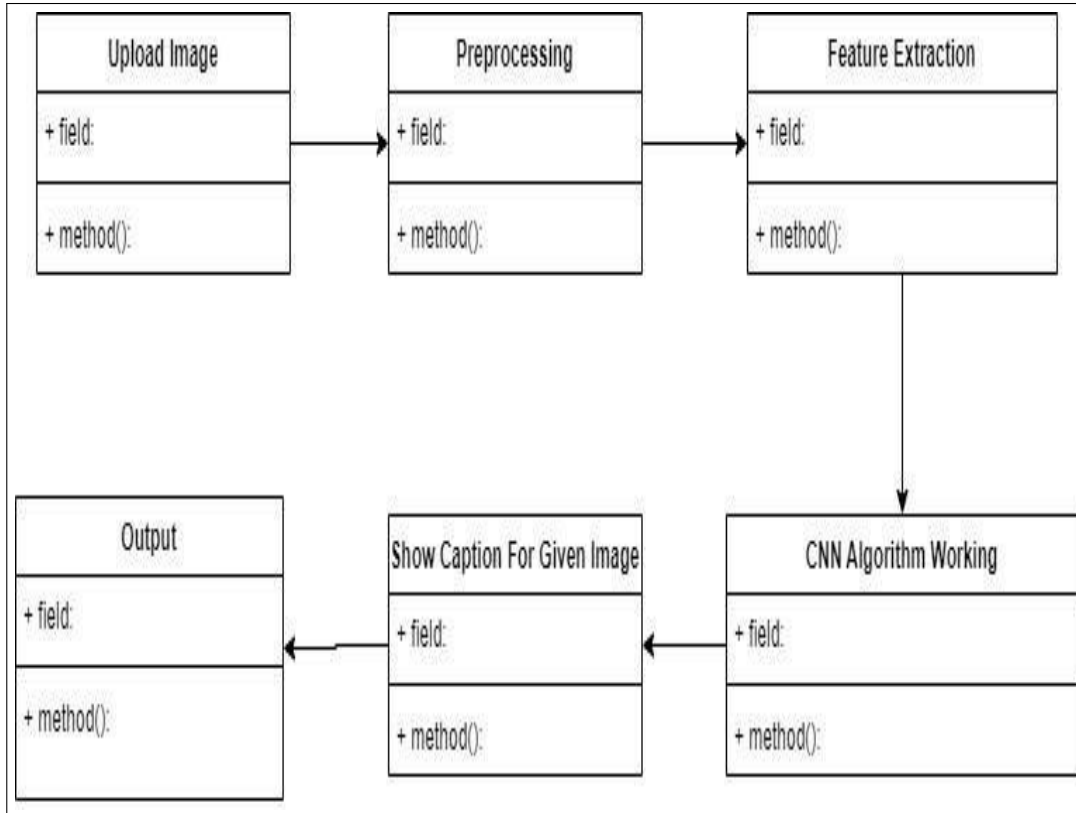 Upload Image
+ field:
+ method():
Preprocessing
+ field:
+ method():
Feature Extraction
+ field:
+ method():
CNN Algorithm Working
+ field:
+ method():
Show Caption For Given Image
+ field:
+ method():
Output
+ field:
+ method():